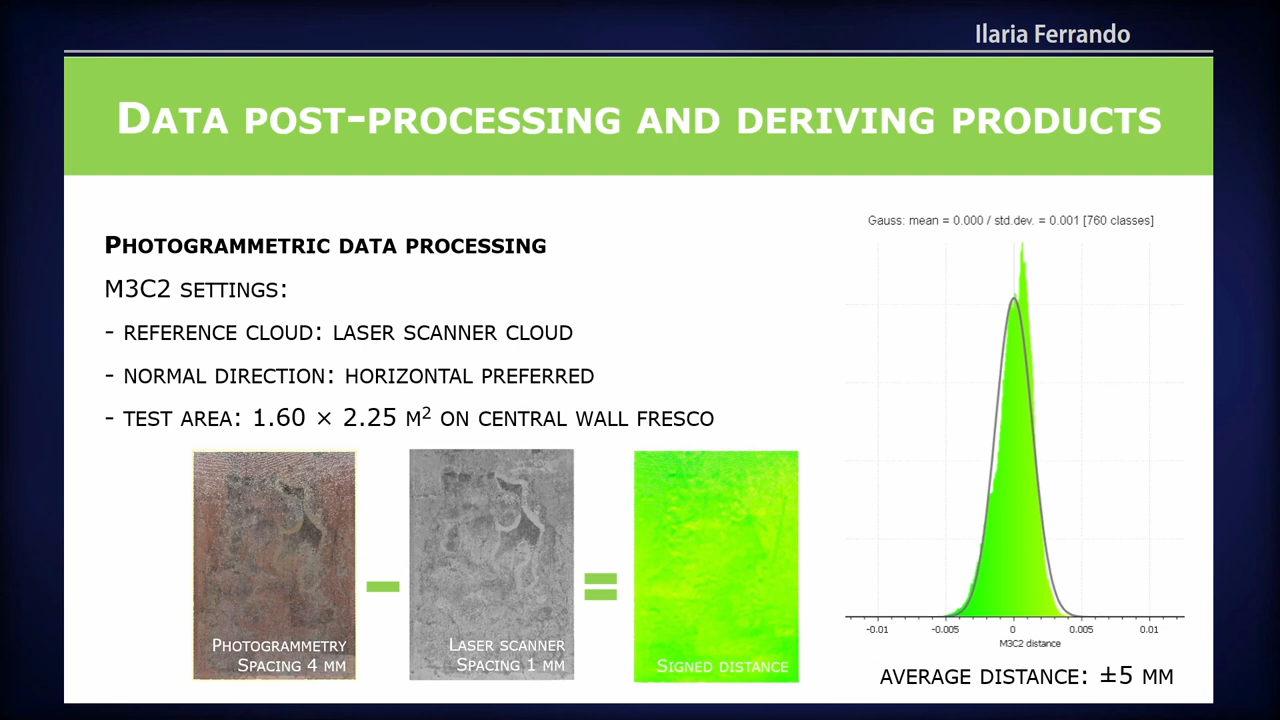 Ilaria Ferrando
Data post-processing and deriving products
Photogrammetric data processing
M3C2 settings:
- reference cloud: laser scanner cloud
- normal direction: horizontal preferred
- test area: 1.60 × 2.25 m² on central wall fresco
Photogrammetry
Spacing 4 mm
Laser scanner
Spacing 1 mm
Signed distance
Gauss: mean = 0.000 / std.dev. = 0.001 [760 classes]
-0.01 -0.005 0 0.005 0.01
M3C2 distance
average distance: ±5 mm